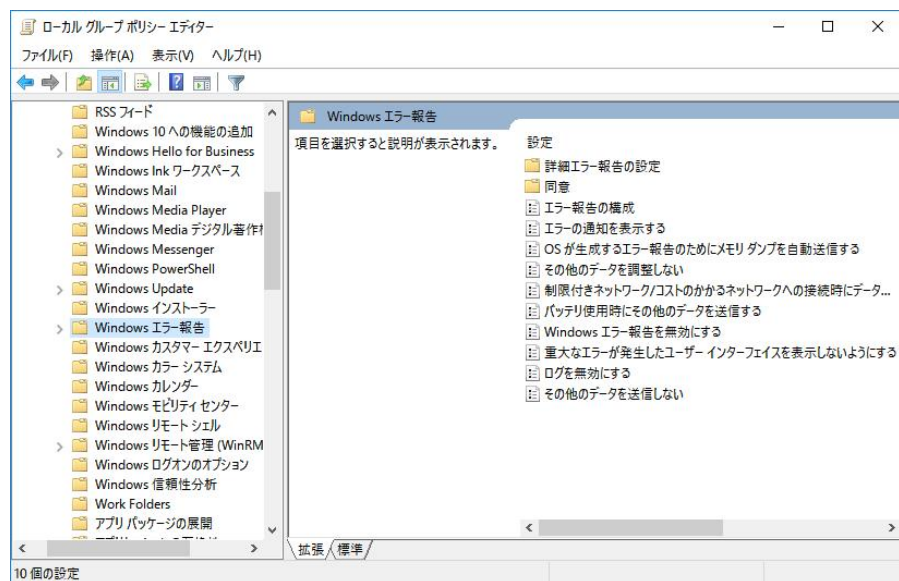 ローカル グループ ポリシー エディター
ファイル(F) 操作(A) 表示(V) ヘルプ(H)
RSS フィード
Windows 10 への機能の追加
Windows Hello for Business
Windows Ink ワークスペース
Windows Mail
Windows Media Player
Windows Media デジタル著作権
Windows Messenger
Windows PowerShell
Windows Update
Windows インストーラー
Windows エラー報告
Windows カスタマー エクスペリエ
Windows カラー システム
Windows カレンダー
Windows モビリティ センター
Windows リモート シェル
Windows リモート管理 (WinRM
Windows ログオンのオプション
Windows 信頼性分析
Work Folders
アプリ パッケージの展開
Windows エラー報告
項目を選択すると説明が表示されます。
設定
詳細エラー報告の設定
同意
エラー報告の構成
エラーの通知を表示する
OS が生成するエラー報告のためにメモリ ダンプを自動送信する
その他のデータを調整しない
制限付きネットワーク/コストのかかるネットワークへの接続時にデータ...
バッテリ使用時にその他のデータを送信する
Windows エラー報告を無効にする
重大なエラーが発生したユーザー インターフェイスを表示しないようにする
ログを無効にする
その他のデータを送信しない
拡張 標準
10 個の設定